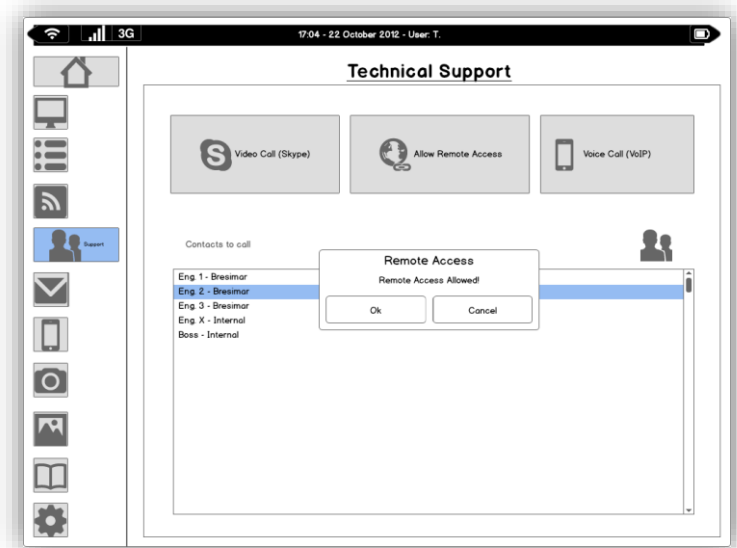 3G
17:04 - 22 October 2012 - User: T.
Technical Support
Video Call (Skype)
Allow Remote Access
Voice Call (VoIP)
Support
Contacts to call
Remote Access
Remote Access Allowed!
Ok
Cancel
Eng. 1 - Bresimar
Eng. 2 - Bresimar
Eng. 3 - Bresimar
Eng. X - Internal
Boss - Internal